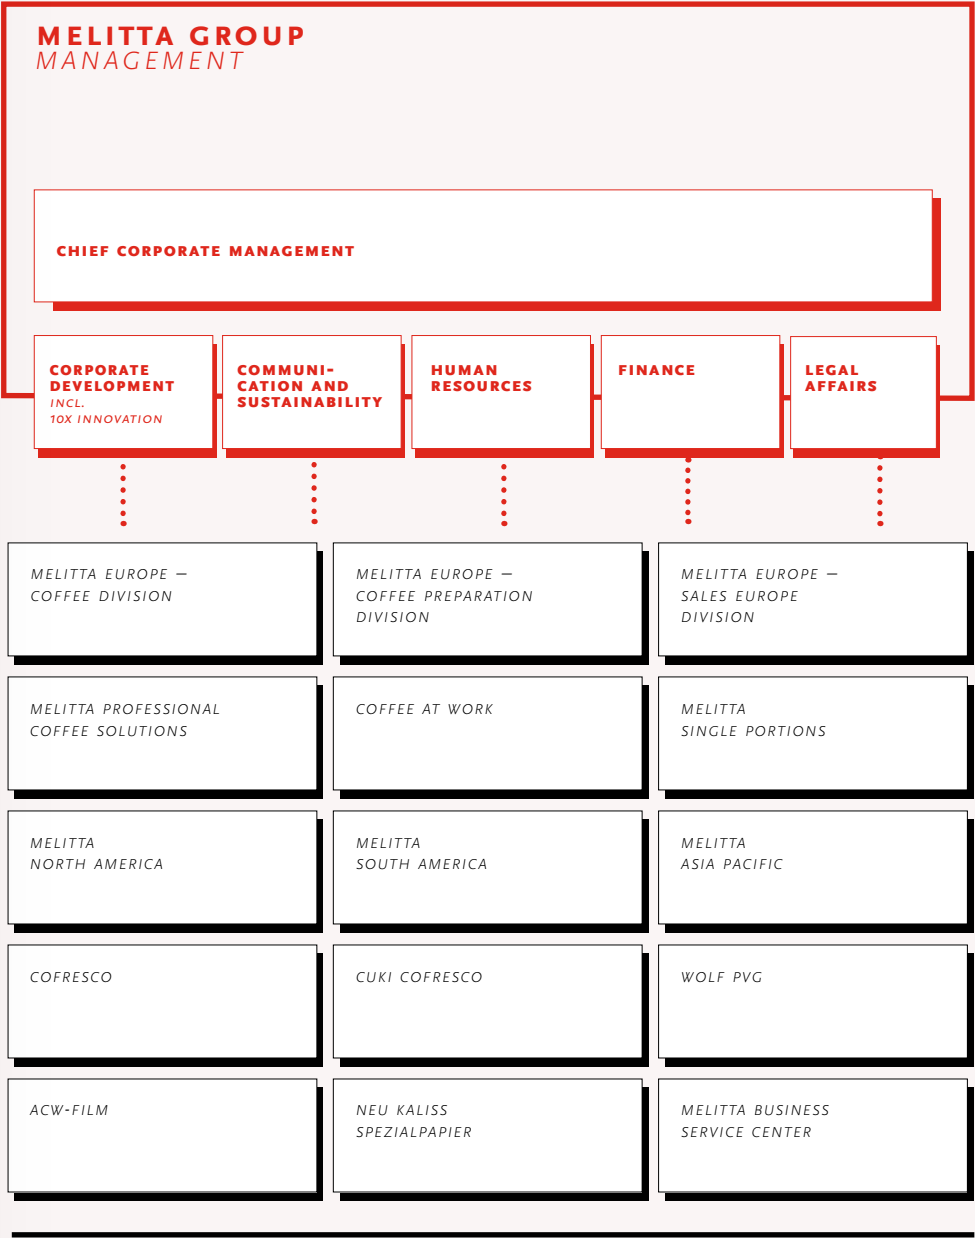 MELITTA GROUP
MANAGEMENT
CHIEF CORPORATE MANAGEMENT
CORPORATE
DEVELOPMENT
INCL.
10X INNOVATION
COMMUNI-
CATION AND
SUSTAINABILITY
HUMAN
RESOURCES
FINANCE
LEGAL
AFFAIRS
MELITTA EUROPE –
COFFEE DIVISION
MELITTA EUROPE –
COFFEE PREPARATION
DIVISION
MELITTA EUROPE –
SALES EUROPE
DIVISION
MELITTA PROFESSIONAL
COFFEE SOLUTIONS
COFFEE AT WORK
MELITTA
SINGLE PORTIONS
MELITTA
NORTH AMERICA
MELITTA
SOUTH AMERICA
MELITTA
ASIA PACIFIC
COFRESCO
CUKI COFRESCO
WOLF PVG
ACW-FILM
NEU KALISS
SPEZIALPAPIER
MELITTA BUSINESS
SERVICE CENTER